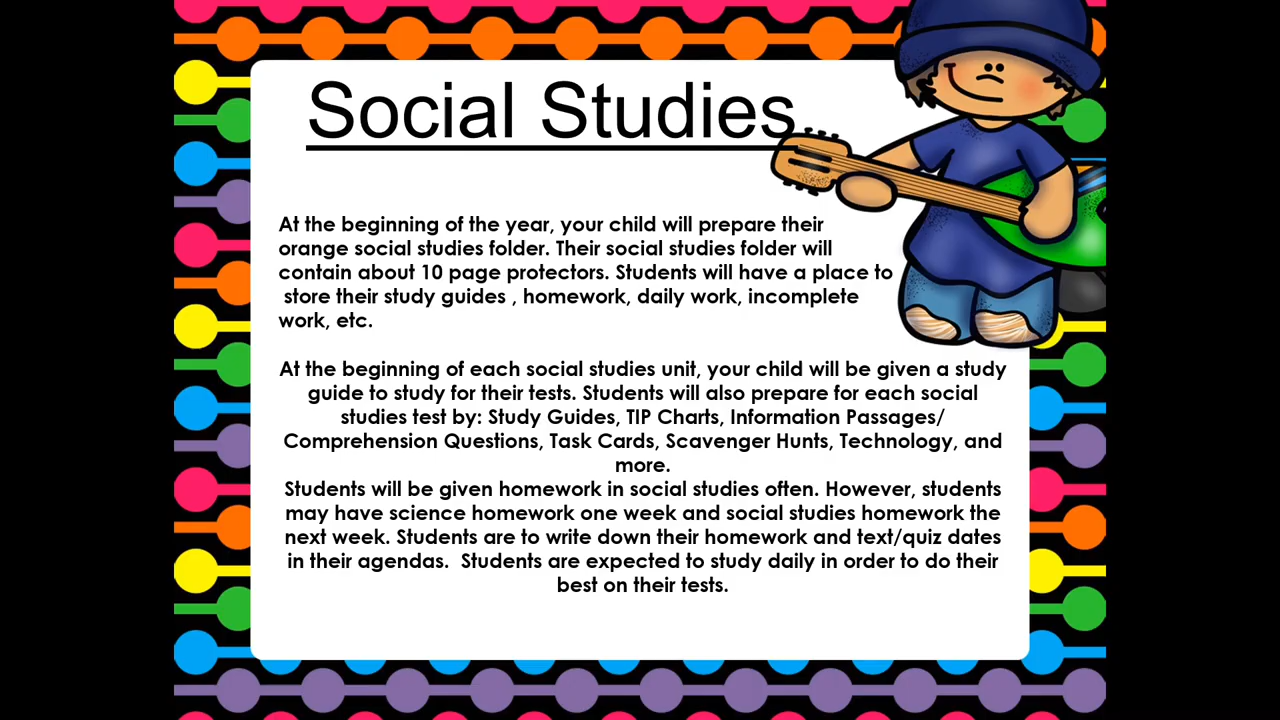 Social Studies
At the beginning of the year, your child will prepare their
orange social studies folder. Their social studies folder will
contain about 10 page protectors. Students will have a place to
store their study guides , homework, daily work, incomplete
work, etc.
At the beginning of each social studies unit, your child will be given a study
guide to study for their tests. Students will also prepare for each social
studies test by: Study Guides, TIP Charts, Information Passages/
Comprehension Questions, Task Cards, Scavenger Hunts, Technology, and
more.
Students will be given homework in social studies often. However, students
may have science homework one week and social studies homework the
next week. Students are to write down their homework and text/quiz dates
in their agendas.  Students are expected to study daily in order to do their
best on their tests.